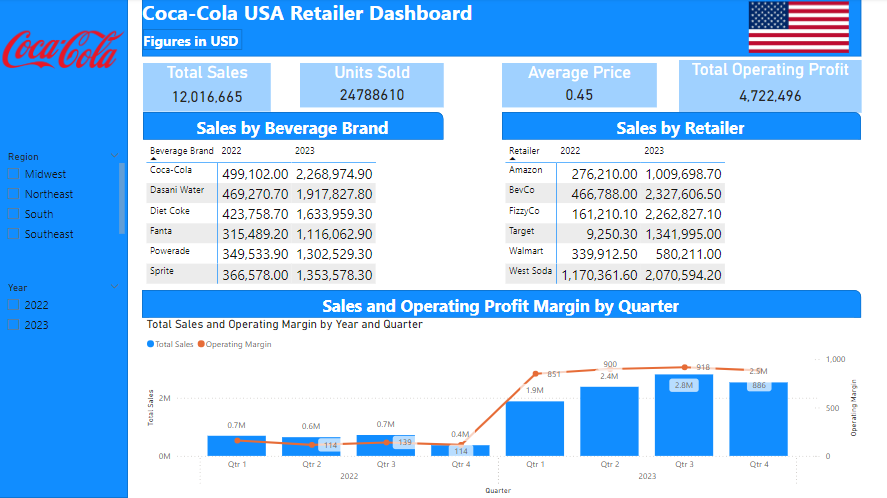 Coca-Cola USA Retailer Dashboard
Figures in USD
Coca-Cola
Total Sales
12,016,665
Units Sold
24788610
Average Price
0.45
Total Operating Profit
4,722,496
Region
Midwest
Northeast
South
Southeast
Year
2022
2023
Sales by Beverage Brand
Beverage Brand 2022 2023
Coca-Cola 499,102.00 2,268,974.90
Dasani Water 469,270.70 1,917,827.80
Diet Coke 423,758.70 1,633,959.30
Fanta 315,489.20 1,116,062.90
Powerade 349,533.90 1,302,529.30
Sprite 366,578.00 1,353,578.30
Sales by Retailer
Retailer 2022 2023
Amazon 276,210.00 1,009,698.70
BevCo 466,788.00 2,327,606.50
FizzyCo 161,210.10 2,262,827.10
Target 9,250.30 1,341,995.00
Walmart 339,912.50 580,211.00
West Soda 1,170,361.60 2,070,594.20
Sales and Operating Profit Margin by Quarter
Total Sales and Operating Margin by Year and Quarter
Total Sales Operating Margin
Total Sales
2M
0M
0.7M 0.6M 0.7M 0.4M 1.9M 2.4M 2.8M 2.5M
114 139 114 851 900 918 886
1,000
500
0
Operating Margin
Qtr 1 Qtr 2 Qtr 3 Qtr 4 Qtr 1 Qtr 2 Qtr 3 Qtr 4
2022 2023
Quarter